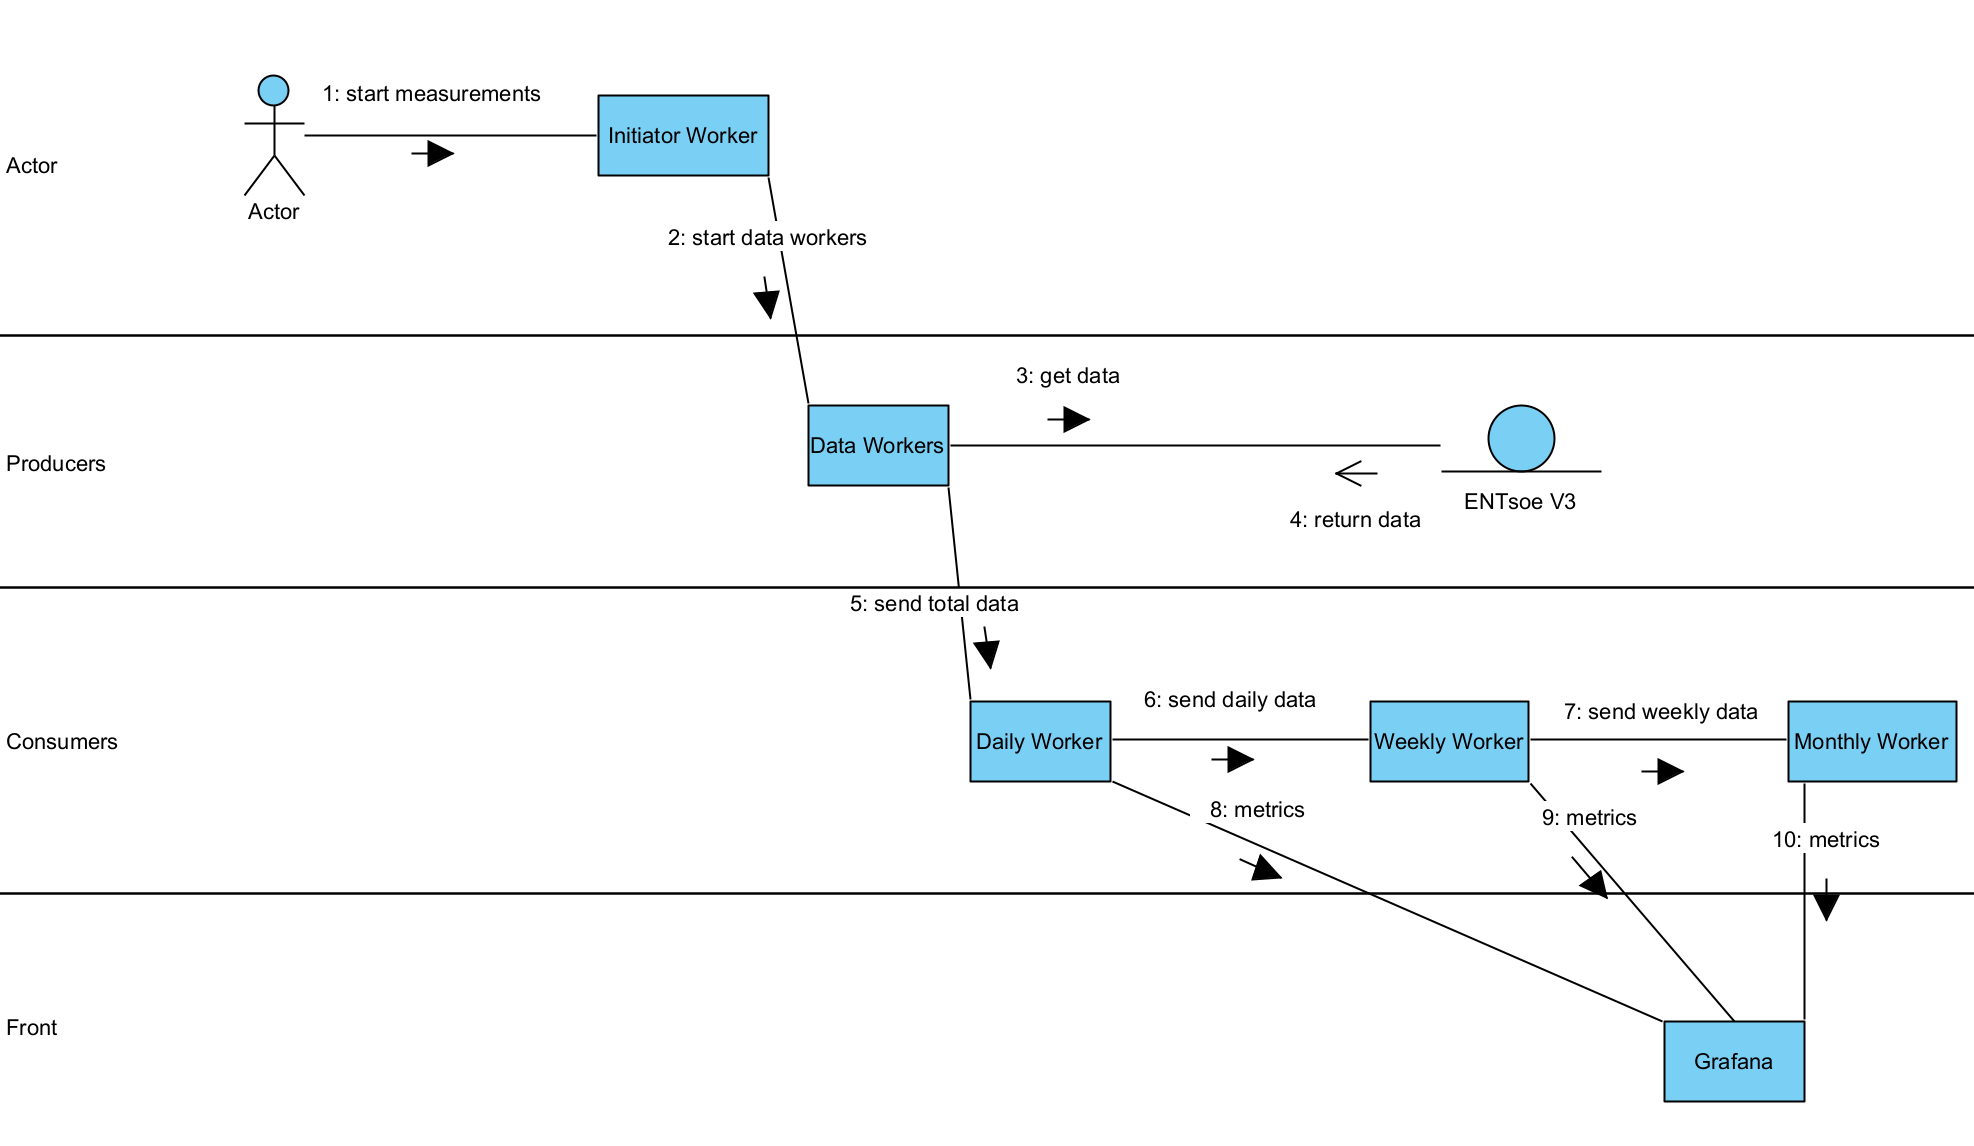 1: start measurements
Initiator Worker
Actor
Actor
2: start data workers
3: get data
Data Workers
Producers
ENTsoe V3
4: return data
5: send total data
6: send daily data
7: send weekly data
Consumers
Daily Worker
Weekly Worker
Monthly Worker
8: metrics
9: metrics
10: metrics
Front
Grafana